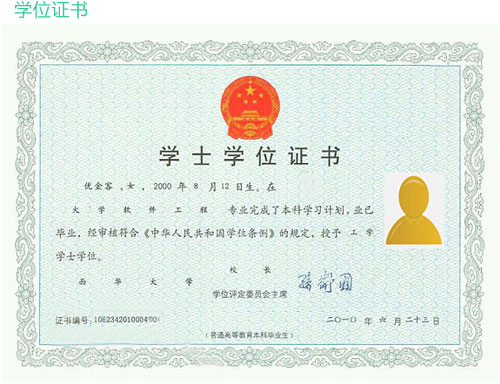 学位证书
学士学位证书
优金客 ,女 , 2000 年 8 月 12 日生。在
大学软件工程 专业完成了本科学习计划,业已
毕业,经审核符合《中华人民共和国学位条例》的规定,授予 工学
学士学位。
西华大学 校长
学位评定委员会主席
证书编号:
二〇一〇年六月二十三日
(普通高等教育本科毕业生)